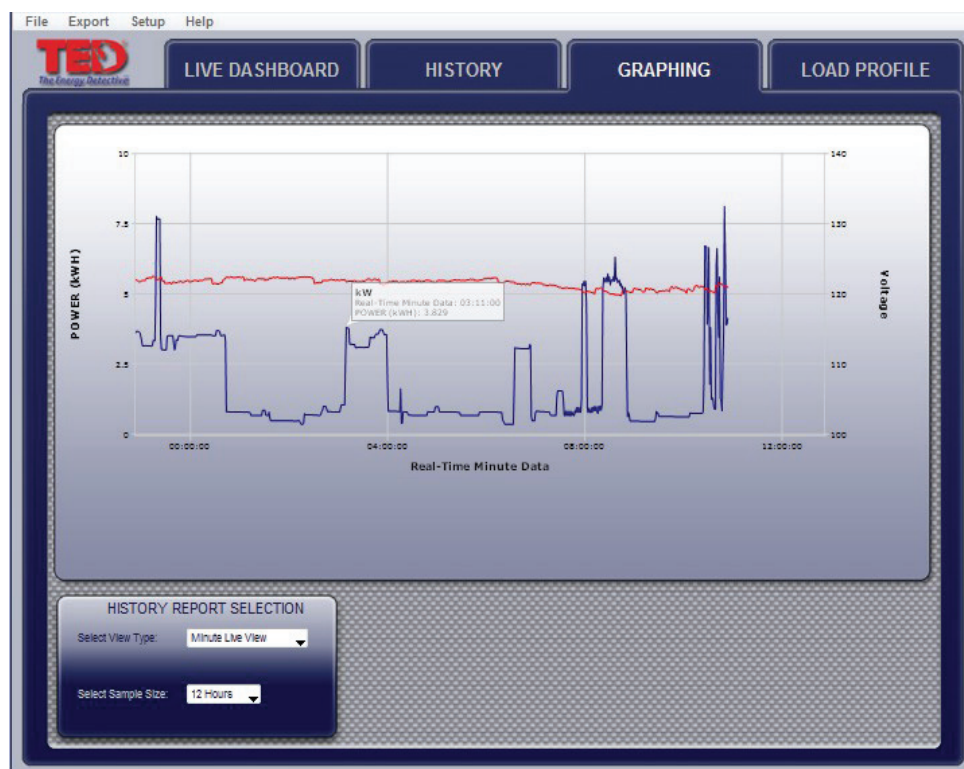 File Export Setup Help
TED
The Energy Detective
LIVE DASHBOARD HISTORY GRAPHING LOAD PROFILE
10 140
7.5 130
5 120
2.5 110
0 100
POWER (kWH)
Voltage
kW
Real-Time Minute Data: 03:11:00
POWER (kWH): 3.829
00:00:00 04:00:00 08:00:00 12:00:00
Real-Time Minute Data
HISTORY REPORT SELECTION
Select View Type: Minute Live View
Select Sample Size: 12 Hours